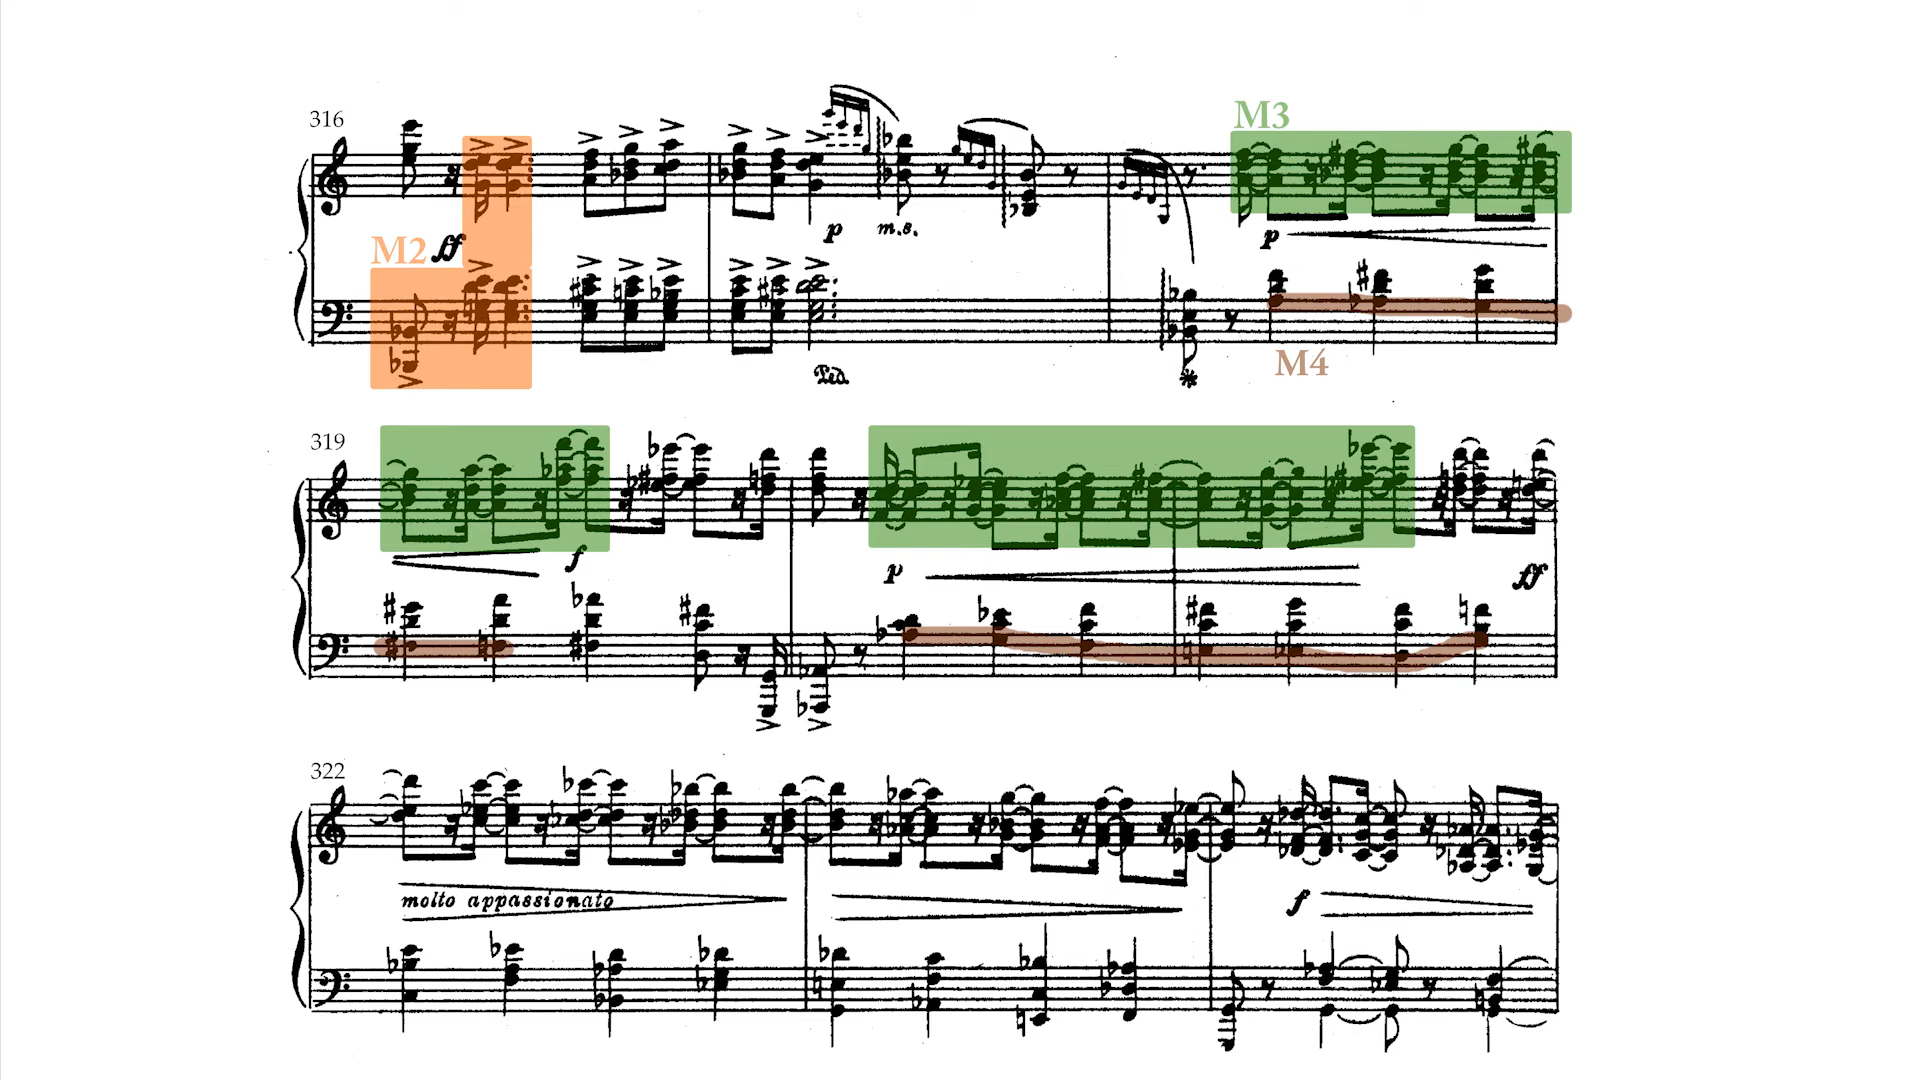 316
M3
M2 ff
p m.s.
p
M4
Ped. *
319
f
p
ff
322
molto appassionato
f